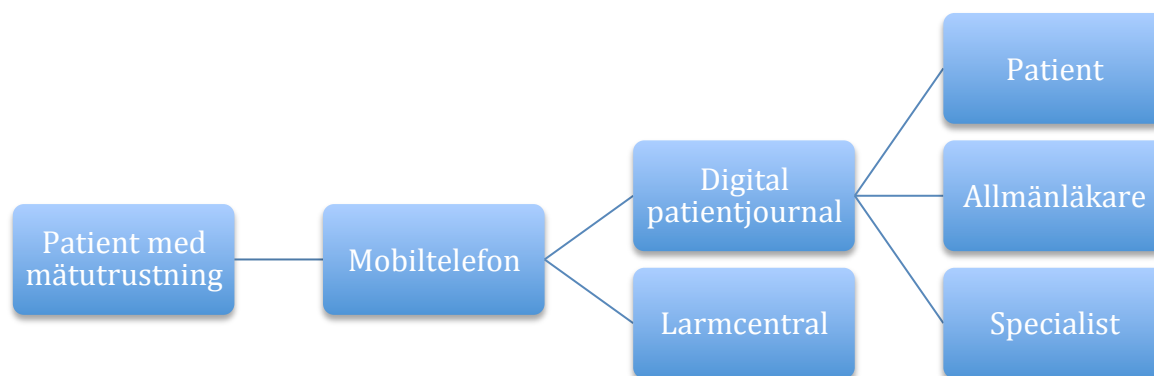 Patient med
mätutrustning
Mobiltelefon
Digital
patientjournal
Larmcentral
Patient
Allmänläkare
Specialist